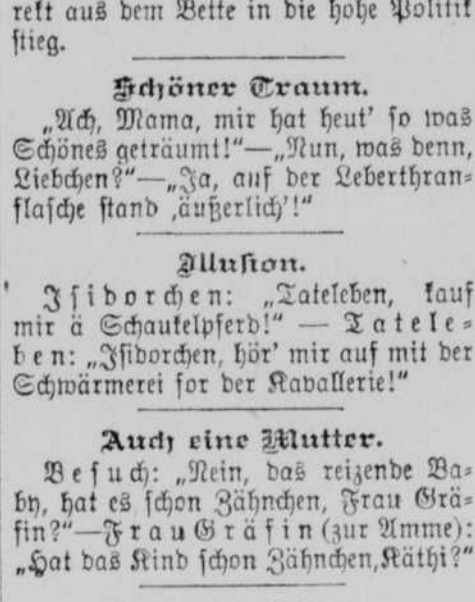 rekt aus dem Bette in die hohe Politik
stieg.
Schöner Traum.
„Ach, Mama, mir hat heut' so was
Schönes geträumt!“—„Nun, was denn,
Liebchen?“—„Ja, auf der Leberthran=
flasche stand ‚äußerlich'!“
Illusion.
Isidorchen: „Tateleben, kauf
mir ä Schaukelpferd!“ — Tatele=
ben: „Isidorchen, hör' mir auf mit der
Schwärmerei for der Kavallerie!“
Auch eine Mutter.
Besuch: „Nein, das reizende Ba=
by, hat es schon Zähnchen, Frau Grä=
fin?“—Frau Gräfin (zur Amme):
„Hat das Kind schon Zähnchen, Käthi?“